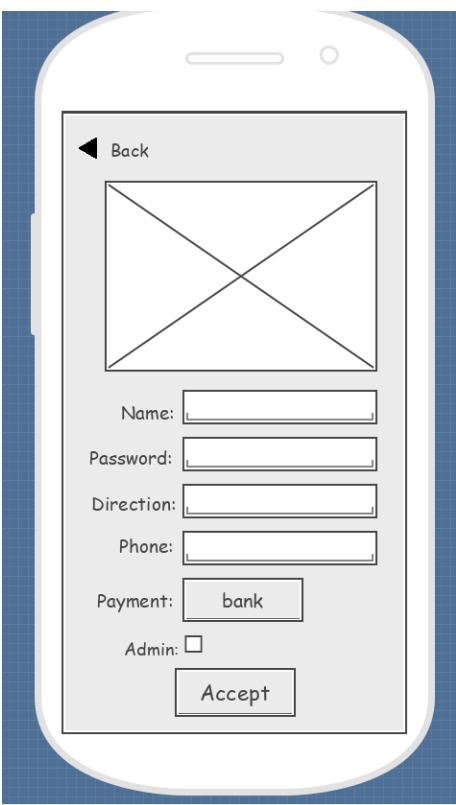 Back
Name:
Password:
Direction:
Phone:
Payment: bank
Admin:
Accept